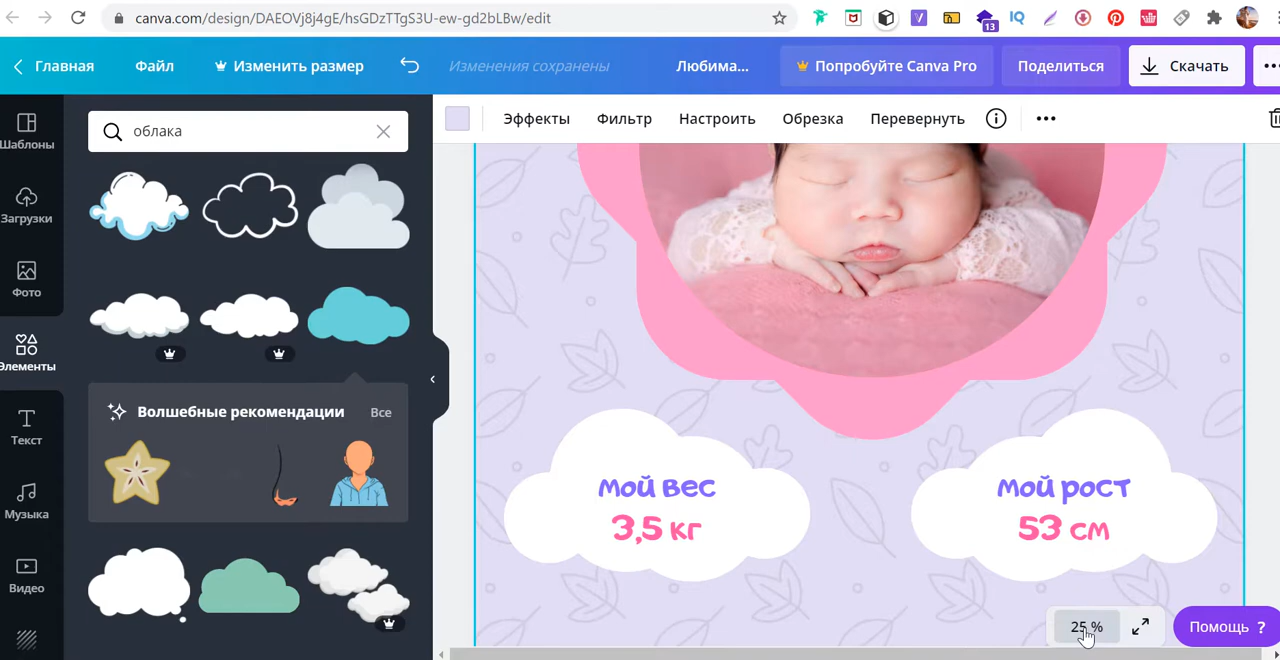 canva.com/design/DAEOVj8j4gE/hsGDzTTgS3U-ew-gd2bLBw/edit
13
Главная
Файл
Изменить размер
Изменения сохранены
Любима...
Попробуйте Canva Pro
Поделиться
Скачать
Шаблоны
Загрузки
Фото
Элементы
Текст
Музыка
Видео
облака
Волшебные рекомендации
Все
Эффекты
Фильтр
Настроить
Обрезка
Перевернуть
мой вес
3,5 кг
мой рост
53 см
25 %
Помощь ?